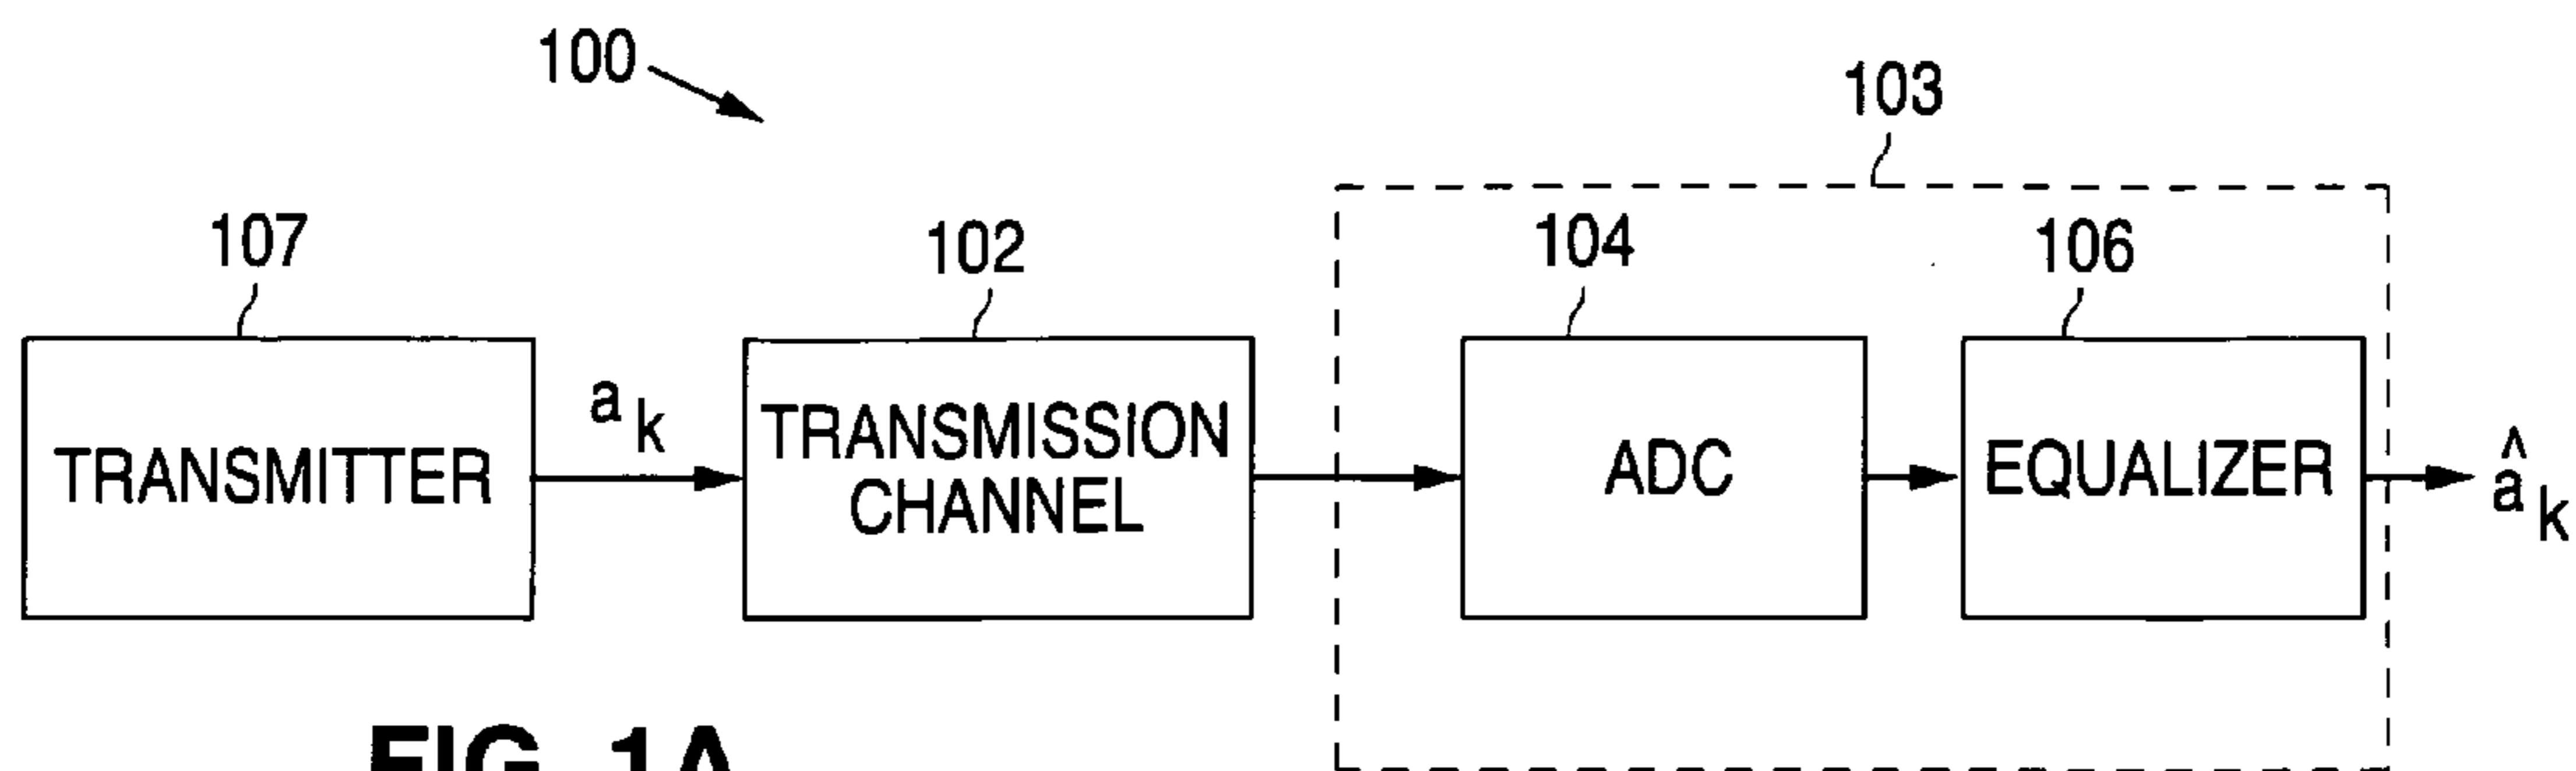 100
103
107
102
104
106
a k
TRANSMITTER
TRANSMISSION
CHANNEL
ADC
EQUALIZER
â k
FIG. 1A